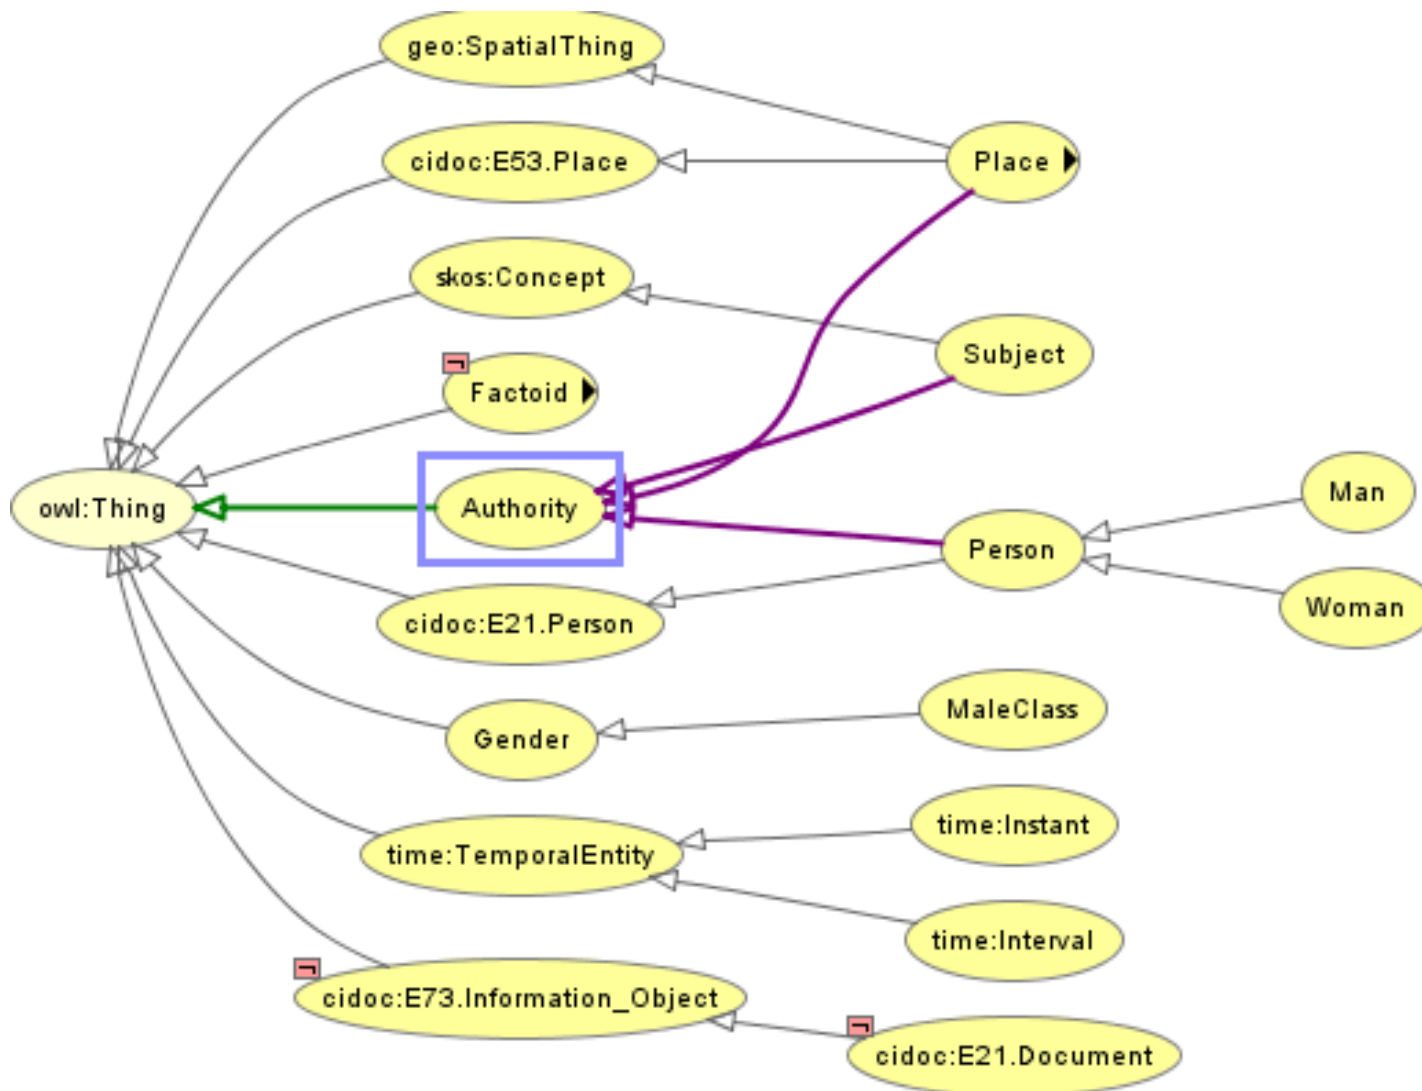 geo:SpatialThing
cidoc:E53.Place
Place
skos:Concept
Subject
¬
Factoid
owl:Thing
Authority
Man
Person
cidoc:E21.Person
Woman
Gender
MaleClass
time:TemporalEntity
time:Instant
time:Interval
¬
cidoc:E73.Information_Object
¬
cidoc:E21.Document